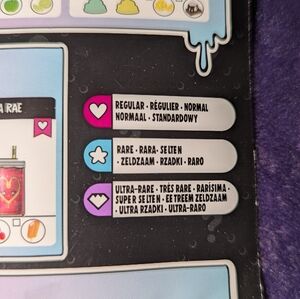 A RAE
REGULAR · RÉGULIER · NORMAL
NORMAAL · STANDARDOWY
RARE · RARA · SELTEN
· ZELDZAAM · RZADKI · RARO
ULTRA-RARE · TRÈS RARE · RARÍSIMA ·
SUPER SELTEN · EETREEM ZELDZAAM
· ULTRA RZADKI · ULTRA-RARO